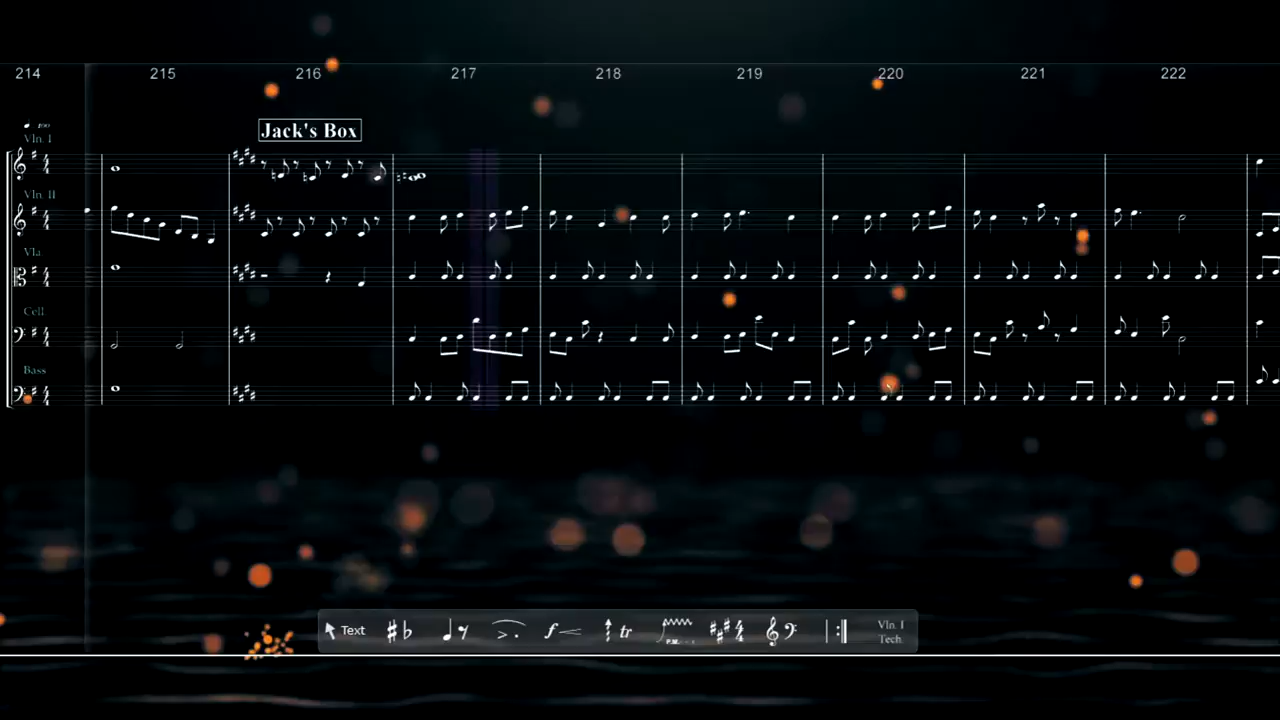 214 215 216 217 218 219 220 221 222
Jack's Box
Vln. I
Vln. II
Vla
Cell
Bass
Text
Vln. I
Tech.